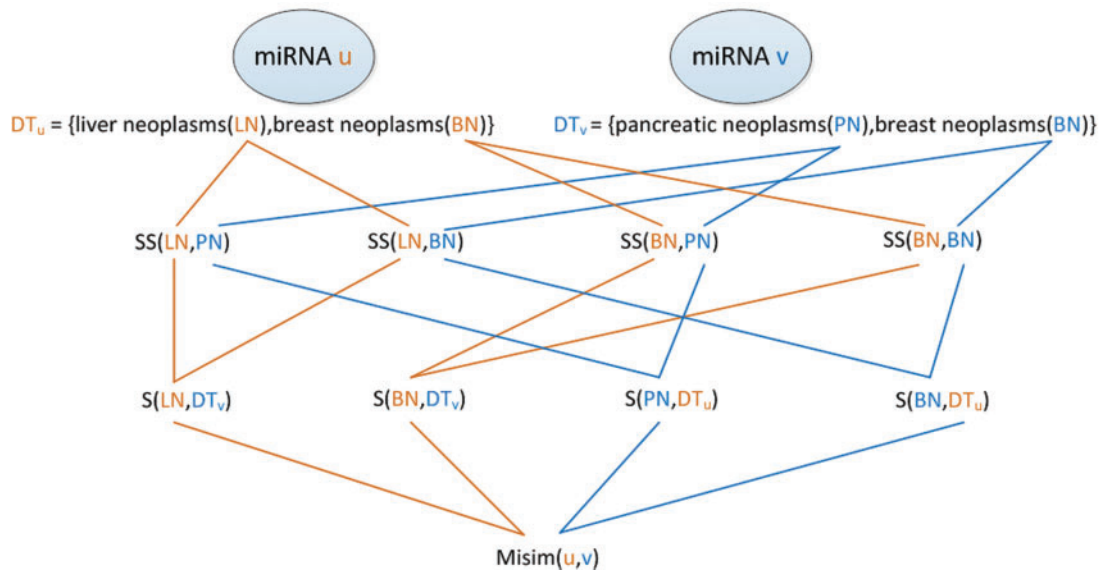 miRNA u miRNA v
DTu = {liver neoplasms(LN),breast neoplasms(BN)} DTv = {pancreatic neoplasms(PN),breast neoplasms(BN)}
SS(LN,PN) SS(LN,BN) SS(BN,PN) SS(BN,BN)
S(LN,DTv) S(BN,DTv) S(PN,DTu) S(BN,DTu)
Misim(u,v)